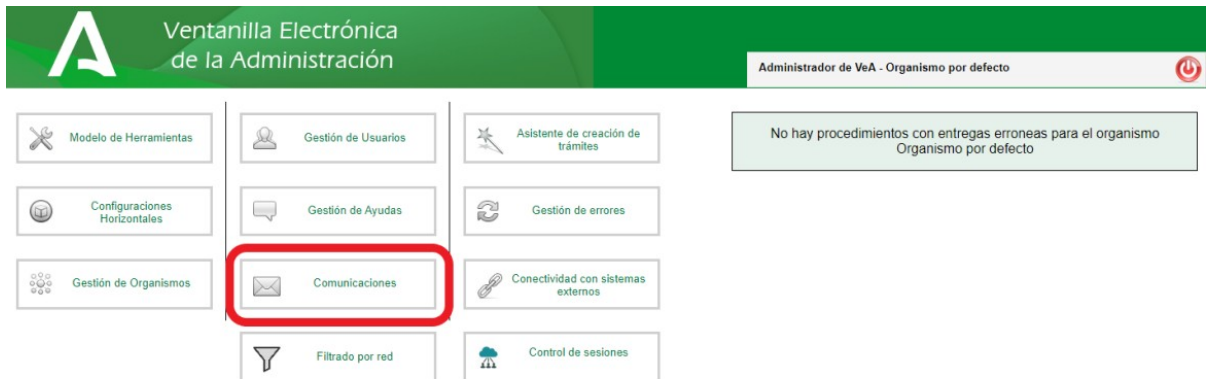 Ventanilla Electrónica
de la Administración
Administrador de VeA - Organismo por defecto
Modelo de Herramientas
Gestión de Usuarios
Asistente de creación de
trámites
No hay procedimientos con entregas erroneas para el organismo
Organismo por defecto
Configuraciones
Horizontales
Gestión de Ayudas
Gestión de errores
Gestión de Organismos
Comunicaciones
Conectividad con sistemas
externos
Filtrado por red
Control de sesiones